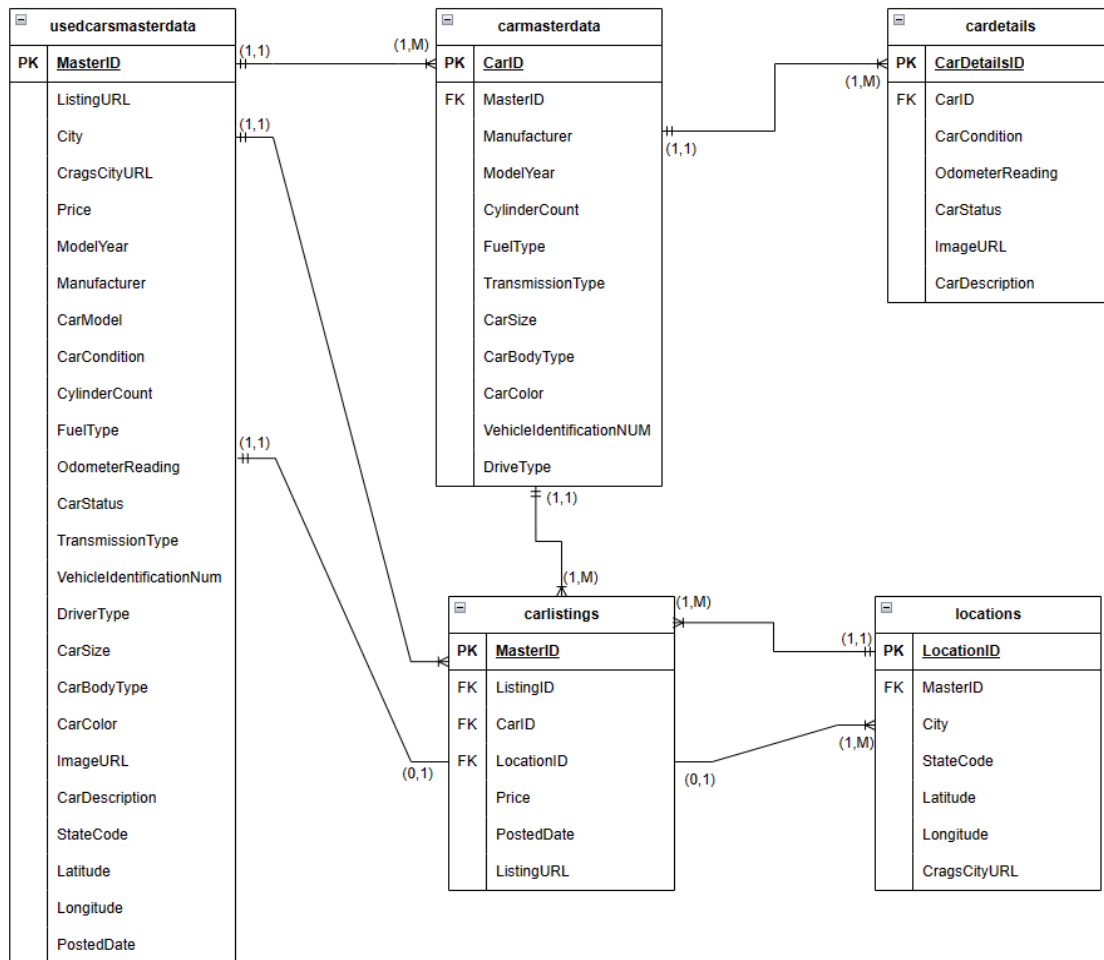 usedcarsmasterdata
PK MasterID
ListingURL
City
CragsCityURL
Price
ModelYear
Manufacturer
CarModel
CarCondition
CylinderCount
FuelType
OdometerReading
CarStatus
TransmissionType
VehicleIdentificationNum
DriverType
CarSize
CarBodyType
CarColor
ImageURL
CarDescription
StateCode
Latitude
Longitude
PostedDate
(1,1)
(1,M)
(1,1)
(1,1)
(0,1)
carmasterdata
PK CarID
FK MasterID
Manufacturer
ModelYear
CylinderCount
FuelType
TransmissionType
CarSize
CarBodyType
CarColor
VehicleIdentificationNUM
DriveType
(1,1)
(1,M)
(1,1)
(1,M)
cardetails
PK CarDetailsID
FK CarID
CarCondition
OdometerReading
CarStatus
ImageURL
CarDescription
carlistings
PK MasterID
FK ListingID
FK CarID
FK LocationID
Price
PostedDate
ListingURL
(1,M)
(1,1)
(0,1)
(1,M)
locations
PK LocationID
FK MasterID
City
StateCode
Latitude
Longitude
CragsCityURL